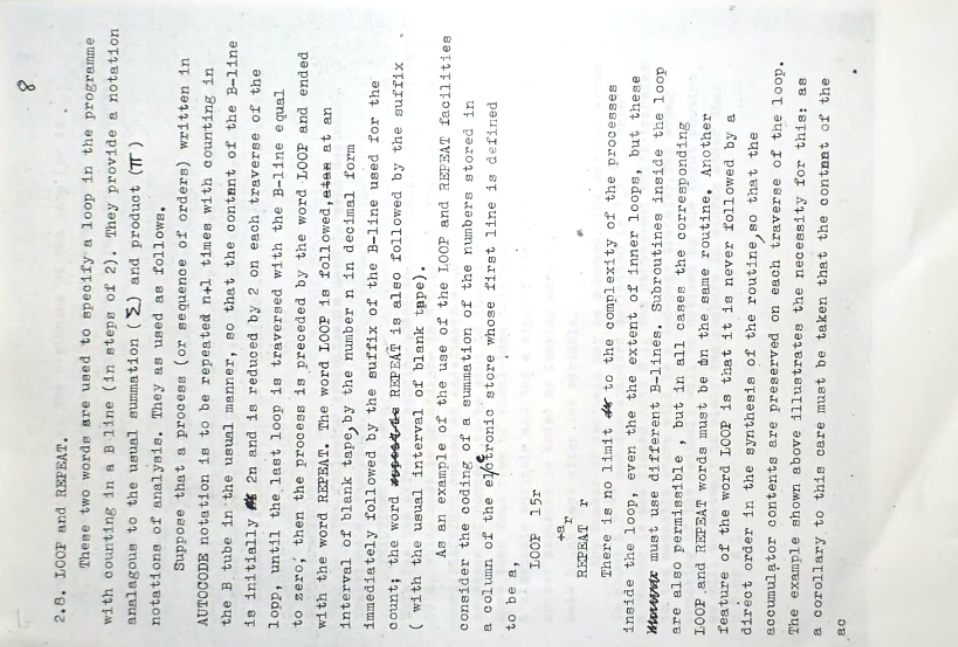 8
2.8. LOOP and REPEAT.
These two words are used to specify a loop in the programme
with counting in a B line (in steps of 2). They provide a notation
analagous to the usual summation (Σ) and product (π)
notations of analysis. They as used as follows.
Suppose that a process (or sequence of orders) written in
AUTOCODE notation is to be repeated n+1 times with counting in
the B tube in the usual manner, so that the contant of the B-line
is initially 2n and is reduced by 2 on each traverse of the
lopp, until the last loop is traversed with the B-line equal
to zero; then the process is preceded by the word LOOP and ended
with the word REPEAT. The word LOOP is followed, at an
interval of blank tape, by the number n in decimal form
immediately followed by the suffix of the B-line used for the
count; the word REPEAT is also followed by the suffix
( with the usual interval of blank tape).
As an example of the use of the LOOP and REPEAT facilities
consider the coding of a summation of the numbers stored in
a column of the electronic store whose first line is defined
to be a,
LOOP 15r
+a r
REPEAT r
There is no limit to the complexity of the processes
inside the loop, even the extent of inner loops, but these
must use different B-lines. Subroutines inside the loop
are also permissible , but in all cases the corresponding
LOOP and REPEAT words must be in the same routine. Another
feature of the word LOOP is that it is never followed by a
direct order in the synthesis of the routine, so that the
accumulator contents are preserved on each traverse of the loop.
The example shown above illustrates the necessity for this: as
a corollary to this care must be taken that the contant of the
ac